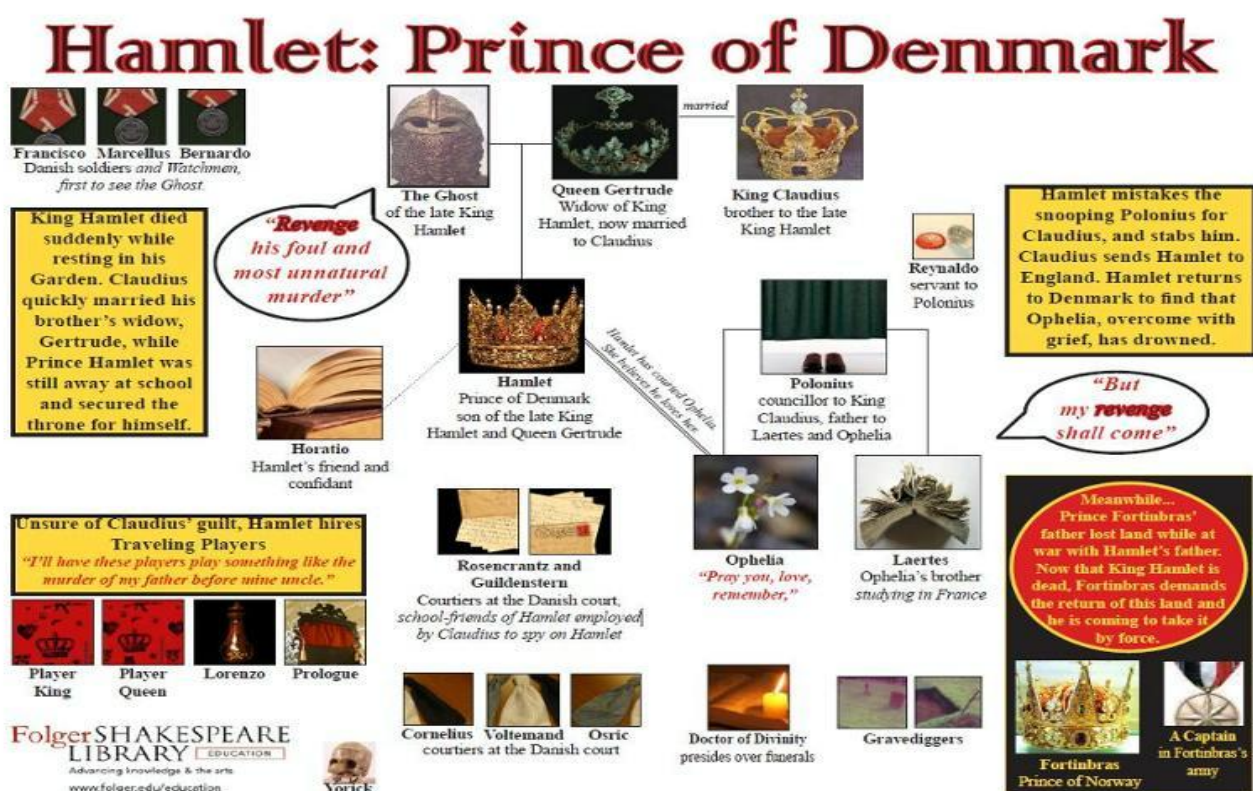 Hamlet: Prince of Denmark
Francisco Marcellus Bernardo
Danish soldiers and Watchmen,
first to see the Ghost.
The Ghost
of the late King
Hamlet
Queen Gertrude
Widow of King
Hamlet, now married
to Claudius
married
King Claudius
brother to the late
King Hamlet
King Hamlet died
suddenly while
resting in his
Garden. Claudius
quickly married his
brother's widow,
Gertrude, while
Prince Hamlet was
still away at school
and secured the
throne for himself.
"Revenge
his foul and
most unnatural
murder"
Reynaldo
servant to
Polonius
Hamlet mistakes the
snooping Polonius for
Claudius, and stabs him.
Claudius sends Hamlet to
England. Hamlet returns
to Denmark to find that
Ophelia, overcome with
grief, has drowned.
Horatio
Hamlet's friend and
confidant
Hamlet
Prince of Denmark
son of the late King
Hamlet and Queen Gertrude
Hamlet has courted Ophelia.
She believes he loves her.
Polonius
councillor to King
Claudius, father to
Laertes and Ophelia
"But
my revenge
shall come"
Unsure of Claudius' guilt, Hamlet hires
Traveling Players
"I'll have these players play something like the
murder of my father before mine uncle."
Player
King
Player
Queen
Lorenzo
Prologue
Rosencrantz and
Guildenstern
Courtiers at the Danish court,
school-friends of Hamlet employed
by Claudius to spy on Hamlet
Ophelia
"Pray you, love,
remember,"
Laertes
Ophelia's brother
studying in France
Meanwhile...
Prince Fortinbras'
father lost land while at
war with Hamlet's father.
Now that King Hamlet is
dead, Fortinbras demands
the return of this land and
he is coming to take it
by force.
Cornelius Voltemand Osric
courtiers at the Danish court
Doctor of Divinity
presides over funerals
Gravediggers
Fortinbras
Prince of Norway
A Captain
in Fortinbras's
army
Folger SHAKESPEARE
LIBRARY EDUCATION
Advancing knowledge & the arts
www.folger.edu/education
Yorick